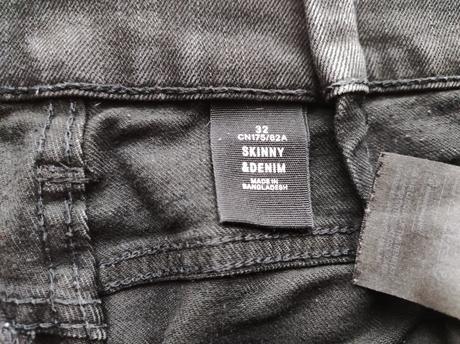 32
CN175/82A
SKINNY
&DENIM
MADE IN
BANGLADESH